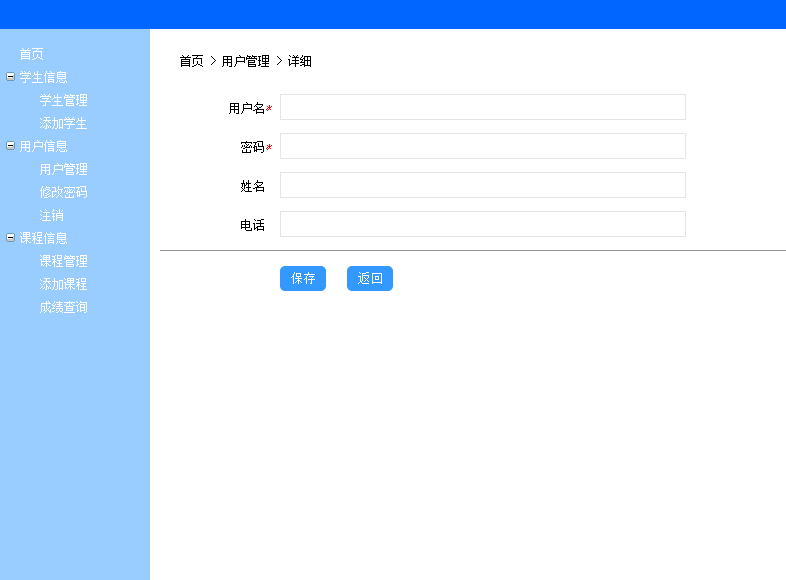 首页
学生信息
学生管理
添加学生
用户信息
用户管理
修改密码
注销
课程信息
课程管理
添加课程
成绩查询
首页 > 用户管理 > 详细
用户名*
密码*
姓名
电话
保存 返回